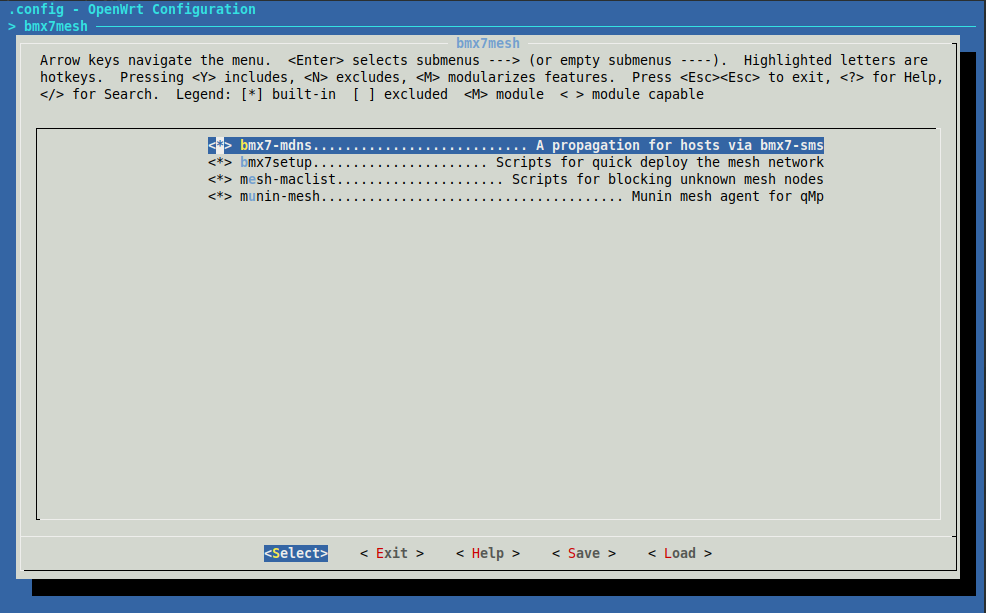 .config - OpenWrt Configuration
> bmx7mesh
bmx7mesh
Arrow keys navigate the menu.  <Enter> selects submenus ---> (or empty submenus ----).  Highlighted letters are
hotkeys.  Pressing <Y> includes, <N> excludes, <M> modularizes features.  Press <Esc><Esc> to exit, <?> for Help,
</> for Search.  Legend: [*] built-in  [ ] excluded  <M> module  < > module capable
<*> bmx7-mdns........................... A propagation for hosts via bmx7-sms
<*> bmx7setup...................... Scripts for quick deploy the mesh network
<*> mesh-maclist..................... Scripts for blocking unknown mesh nodes
<*> munin-mesh...................................... Munin mesh agent for qMp
<Select>    < Exit >    < Help >    < Save >    < Load >